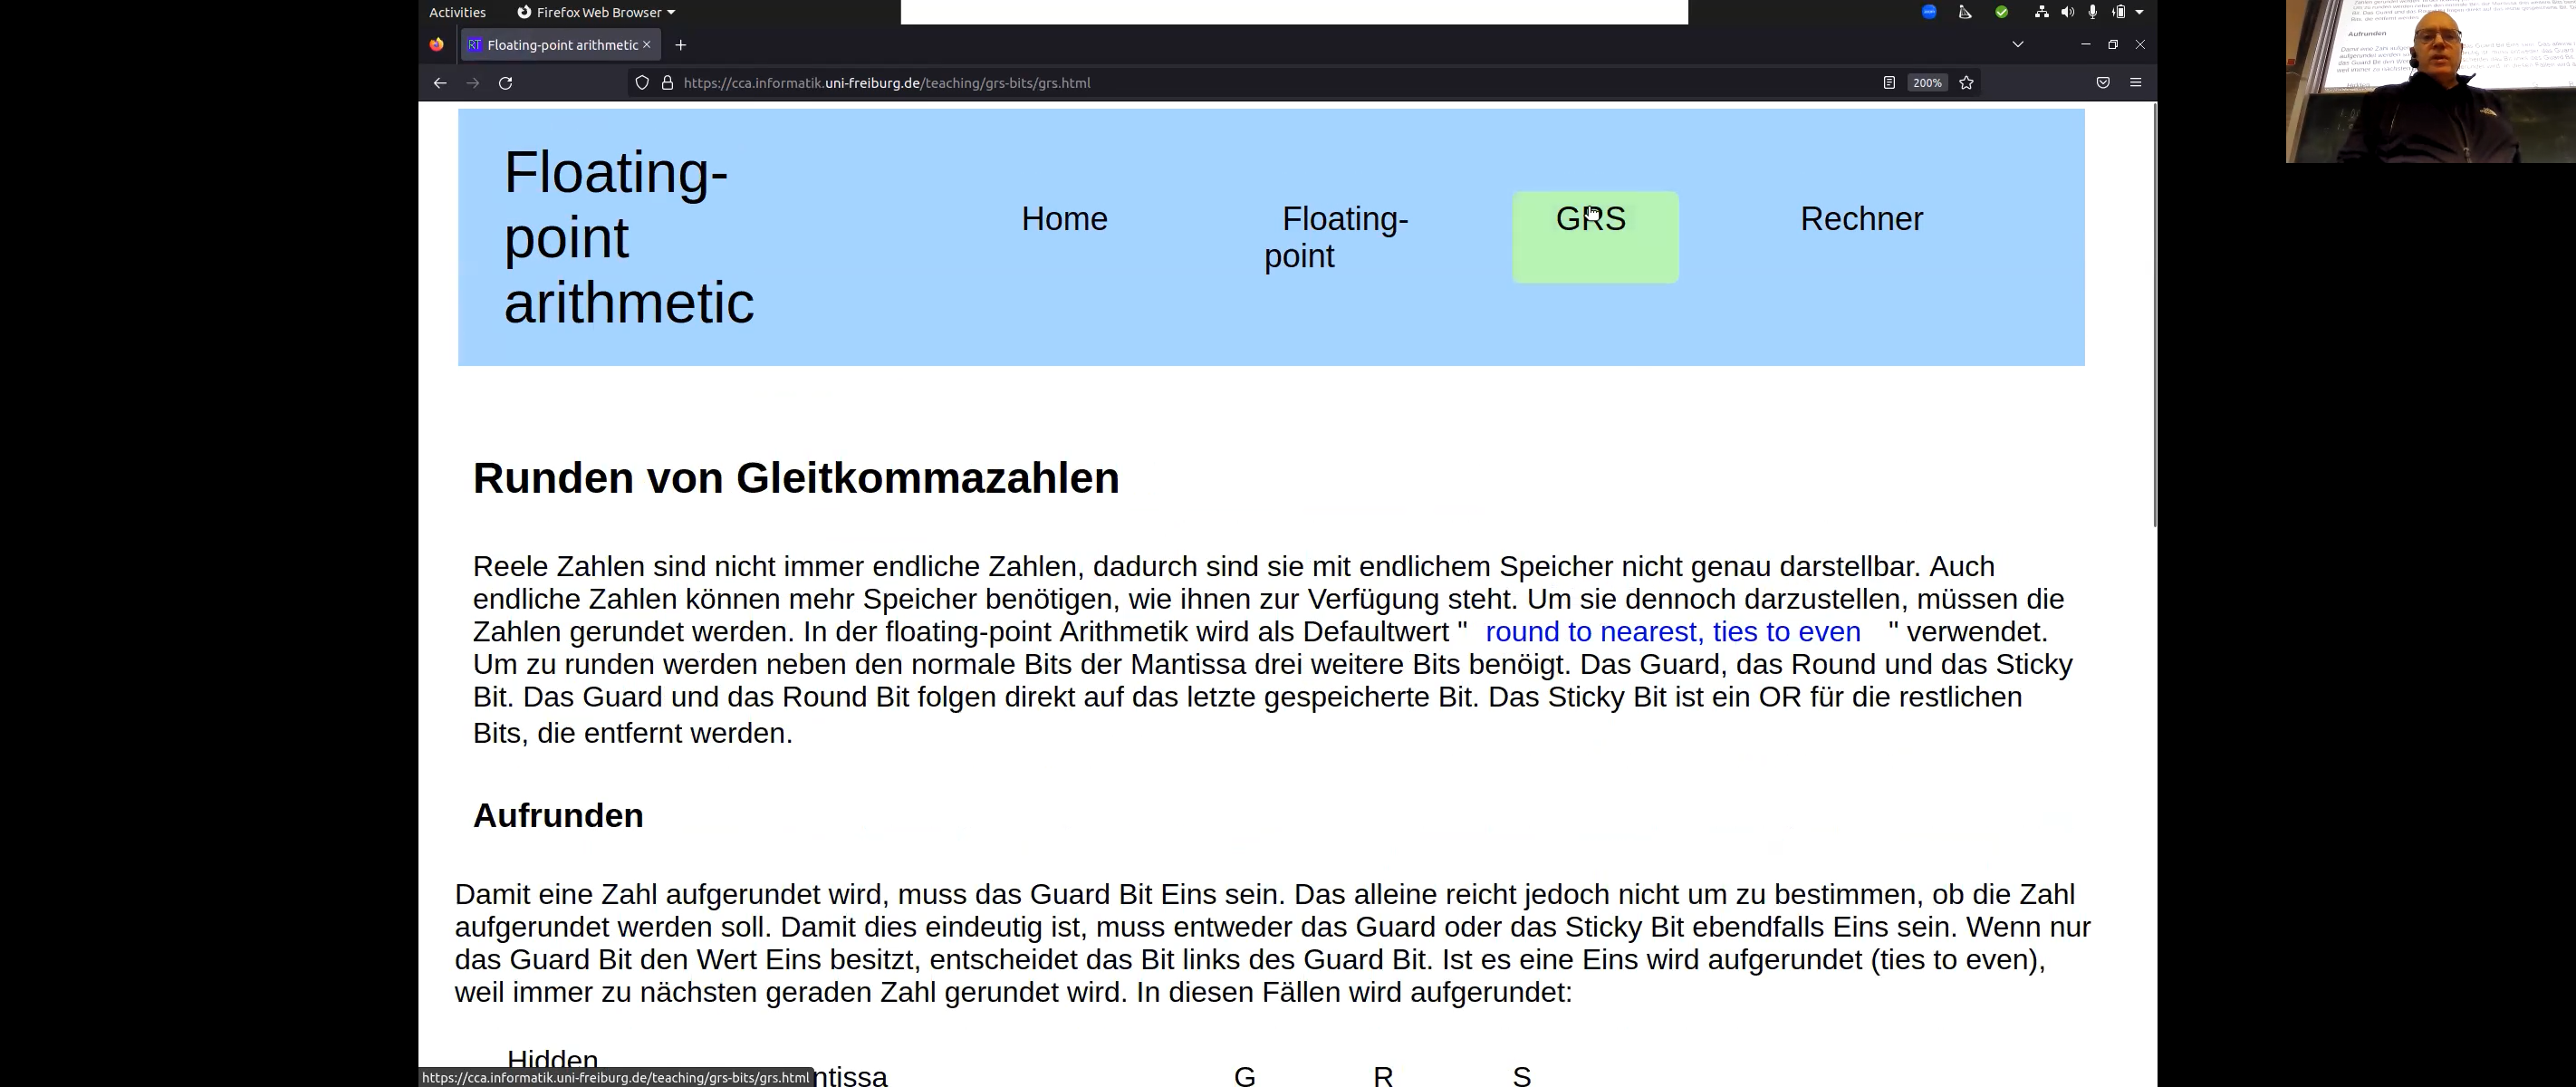 Activities
Firefox Web Browser
Floating-point arithmetic
https://cca.informatik.uni-freiburg.de/teaching/grs-bits/grs.html
200%
Floating-
point
arithmetic
Home
Floating-
point
GRS
Rechner
Runden von Gleitkommazahlen
Reele Zahlen sind nicht immer endliche Zahlen, dadurch sind sie mit endlichem Speicher nicht genau darstellbar. Auch
endliche Zahlen können mehr Speicher benötigen, wie ihnen zur Verfügung steht. Um sie dennoch darzustellen, müssen die
Zahlen gerundet werden. In der floating-point Arithmetik wird als Defaultwert " round to nearest, ties to even " verwendet.
Um zu runden werden neben den normale Bits der Mantissa drei weitere Bits benöigt. Das Guard, das Round und das Sticky
Bit. Das Guard und das Round Bit folgen direkt auf das letzte gespeicherte Bit. Das Sticky Bit ist ein OR für die restlichen
Bits, die entfernt werden.
Aufrunden
Damit eine Zahl aufgerundet wird, muss das Guard Bit Eins sein. Das alleine reicht jedoch nicht um zu bestimmen, ob die Zahl
aufgerundet werden soll. Damit dies eindeutig ist, muss entweder das Guard oder das Sticky Bit ebendfalls Eins sein. Wenn nur
das Guard Bit den Wert Eins besitzt, entscheidet das Bit links des Guard Bit. Ist es eine Eins wird aufgerundet (ties to even),
weil immer zu nächsten geraden Zahl gerundet wird. In diesen Fällen wird aufgerundet:
Hidden
ntissa G R S
https://cca.informatik.uni-freiburg.de/teaching/grs-bits/grs.html
Aufrunden